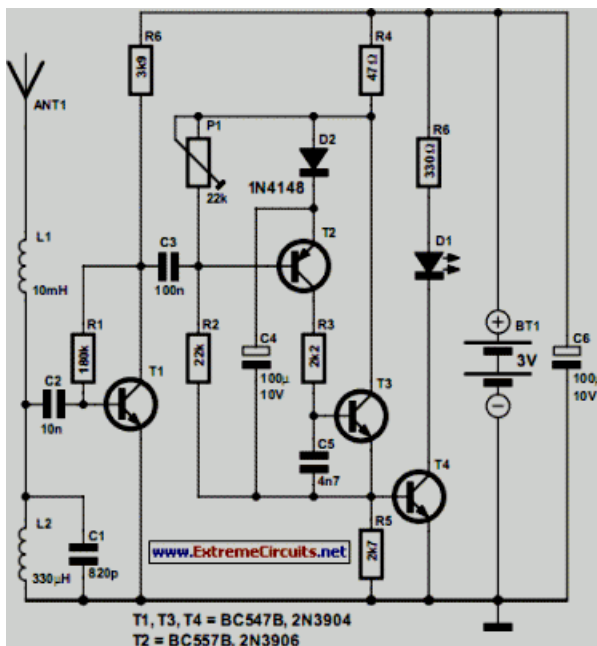 R6
3k9
R4
47Ω
ANT1
P1
22k
D2
1N4148
R6
330Ω
T2
D1
L1
10mH
C3
100n
R1
180k
R2
22k
C4
100µ
10V
R3
2k2
BT1
3V
C6
100µ
10V
C2
10n
T1
T3
C5
4n7
T4
L2
330µH
C1
820p
www.ExtremeCircuits.net
R5
2k7
T1, T3, T4 = BC547B, 2N3904
T2 = BC557B, 2N3906